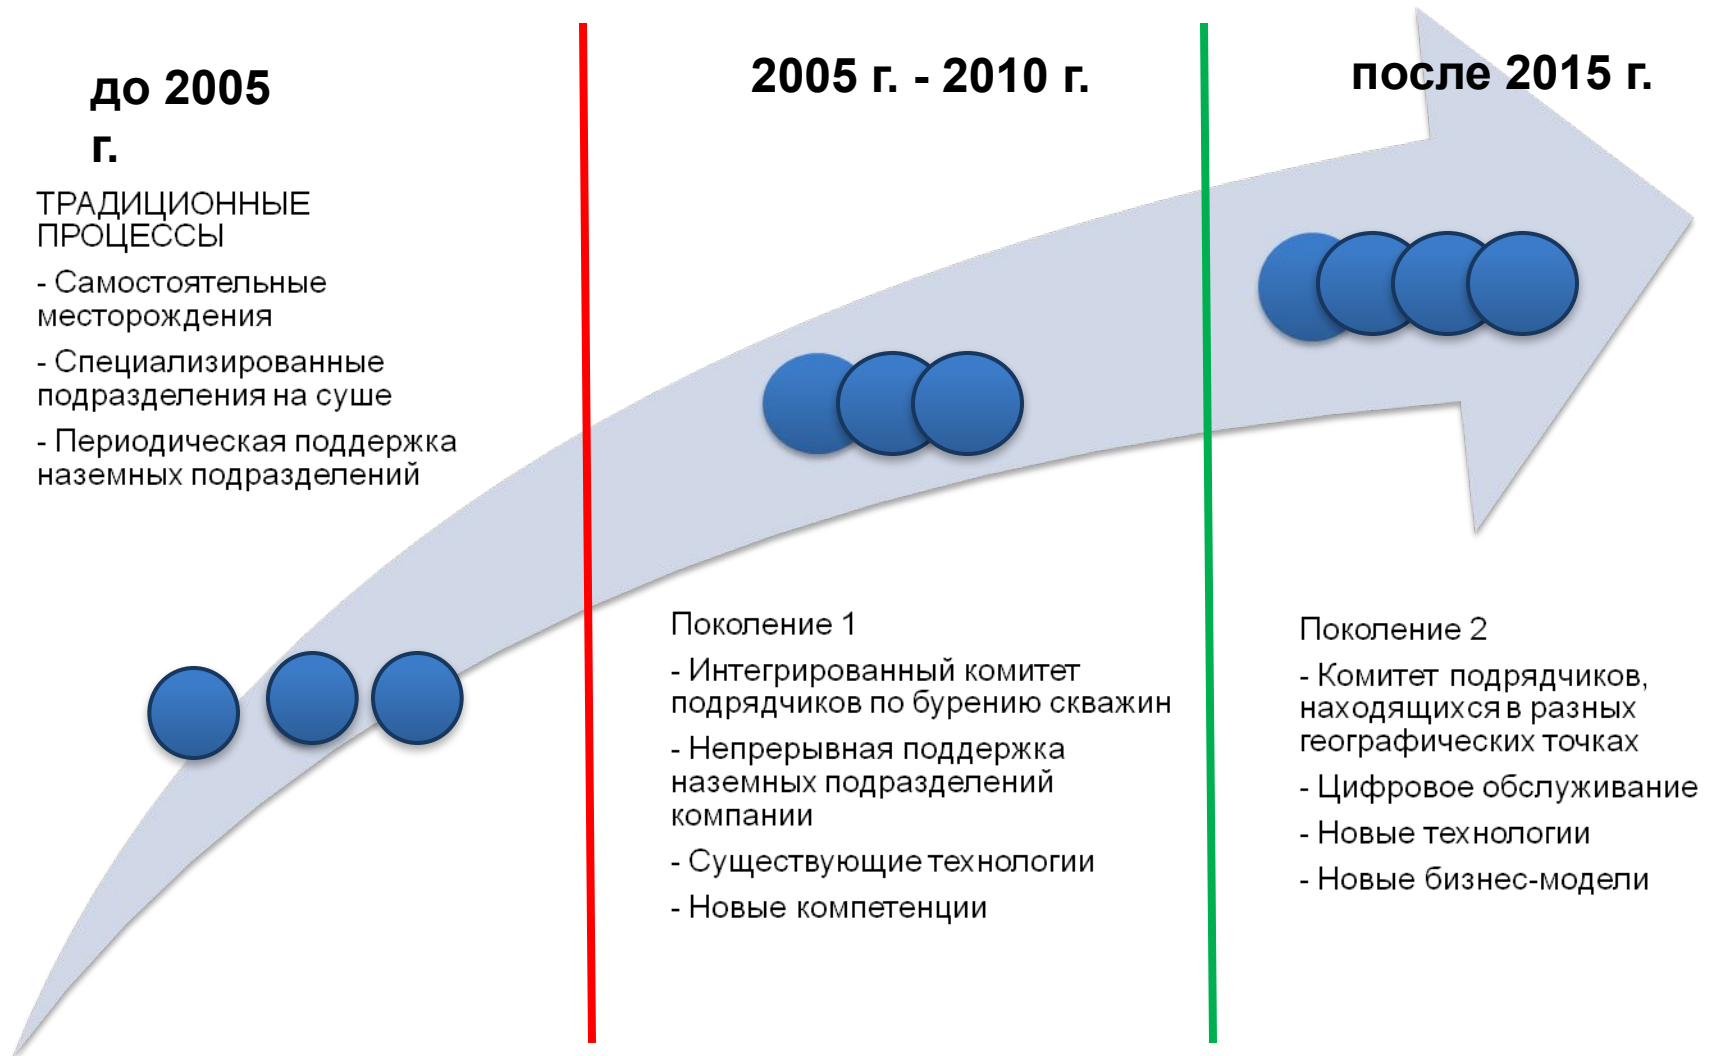 до 2005
г.
ТРАДИЦИОННЫЕ
ПРОЦЕССЫ
- Самостоятельные
месторождения
- Специализированные
подразделения на суше
- Периодическая поддержка
наземных подразделений
2005 г. - 2010 г.
Поколение 1
- Интегрированный комитет
подрядчиков по бурению скважин
- Непрерывная поддержка
наземных подразделений
компании
- Существующие технологии
- Новые компетенции
после 2015 г.
Поколение 2
- Комитет подрядчиков,
находящихся в разных
географических точках
- Цифровое обслуживание
- Новые технологии
- Новые бизнес-модели